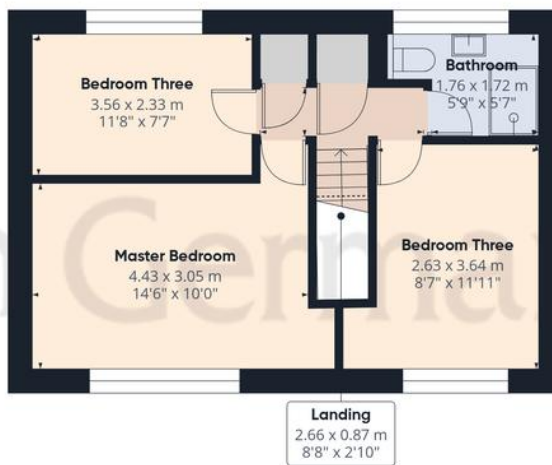 Bedroom Three
3.56 x 2.33 m
11'8" x 7'7"
Bathroom
1.76 x 1.72 m
5'9" x 5'7"
Master Bedroom
4.43 x 3.05 m
14'6" x 10'0"
Bedroom Three
2.63 x 3.64 m
8'7" x 11'11"
Landing
2.66 x 0.87 m
8'8" x 2'10"